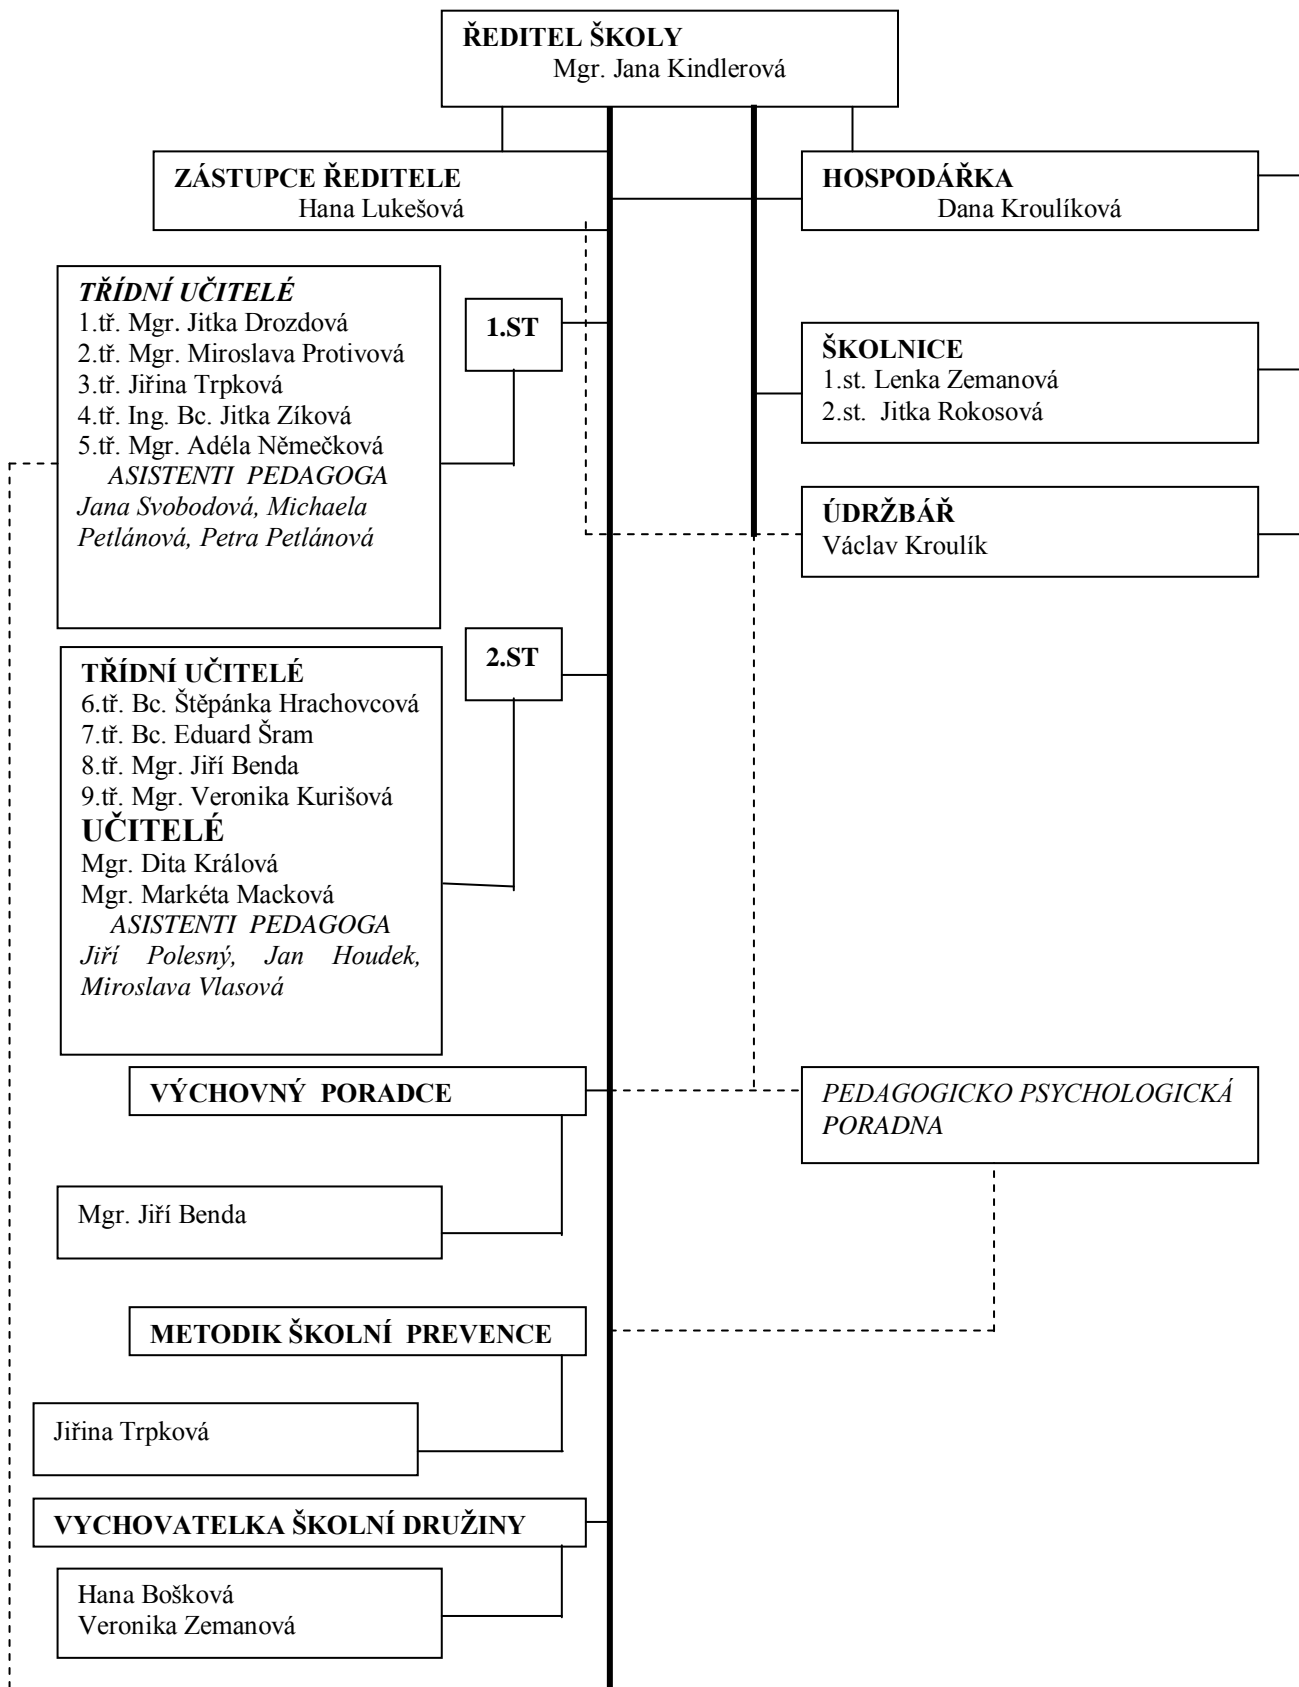 ŘEDITEL ŠKOLY
Mgr. Jana Kindlerová
ZÁSTUPCE ŘEDITELE
Hana Lukešová
HOSPODÁŘKA
Dana Kroulíková
TŘÍDNÍ UČITELÉ
1.tř. Mgr. Jitka Drozdová
2.tř. Mgr. Miroslava Protivová
3.tř. Jiřina Trpková
4.tř. Ing. Bc. Jitka Zíková
5.tř. Mgr. Adéla Němečková
ASISTENTI PEDAGOGA
Jana Svobodová, Michaela
Petlánová, Petra Petlánová
1.ST
ŠKOLNICE
1.st. Lenka Zemanová
2.st. Jitka Rokosová
ÚDRŽBÁŘ
Václav Kroulík
2.ST
TŘÍDNÍ UČITELÉ
6.tř. Bc. Štěpánka Hrachovcová
7.tř. Bc. Eduard Šram
8.tř. Mgr. Jiří Benda
9.tř. Mgr. Veronika Kurišová
UČITELÉ
Mgr. Dita Králová
Mgr. Markéta Macková
ASISTENTI PEDAGOGA
Jiří Polesný, Jan Houdek,
Miroslava Vlasová
VÝCHOVNÝ PORADCE
PEDAGOGICKO PSYCHOLOGICKÁ
PORADNA
Mgr. Jiří Benda
METODIK ŠKOLNÍ PREVENCE
Jiřina Trpková
VYCHOVATELKA ŠKOLNÍ DRUŽINY
Hana Bošková
Veronika Zemanová